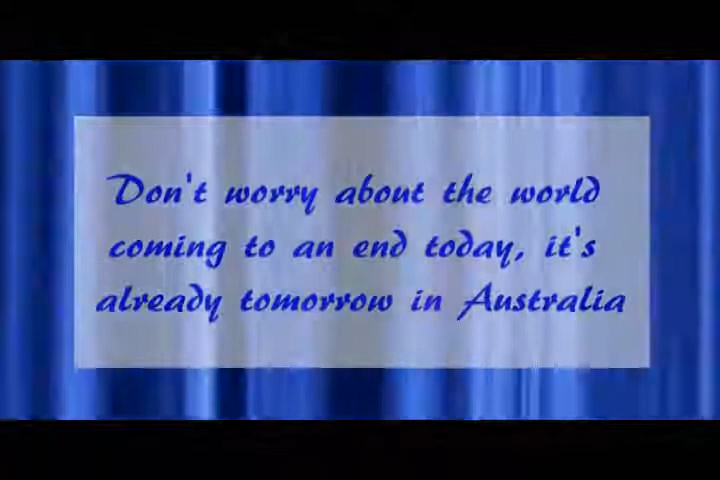 Don't worry about the world
coming to an end today, it's
already tomorrow in Australia